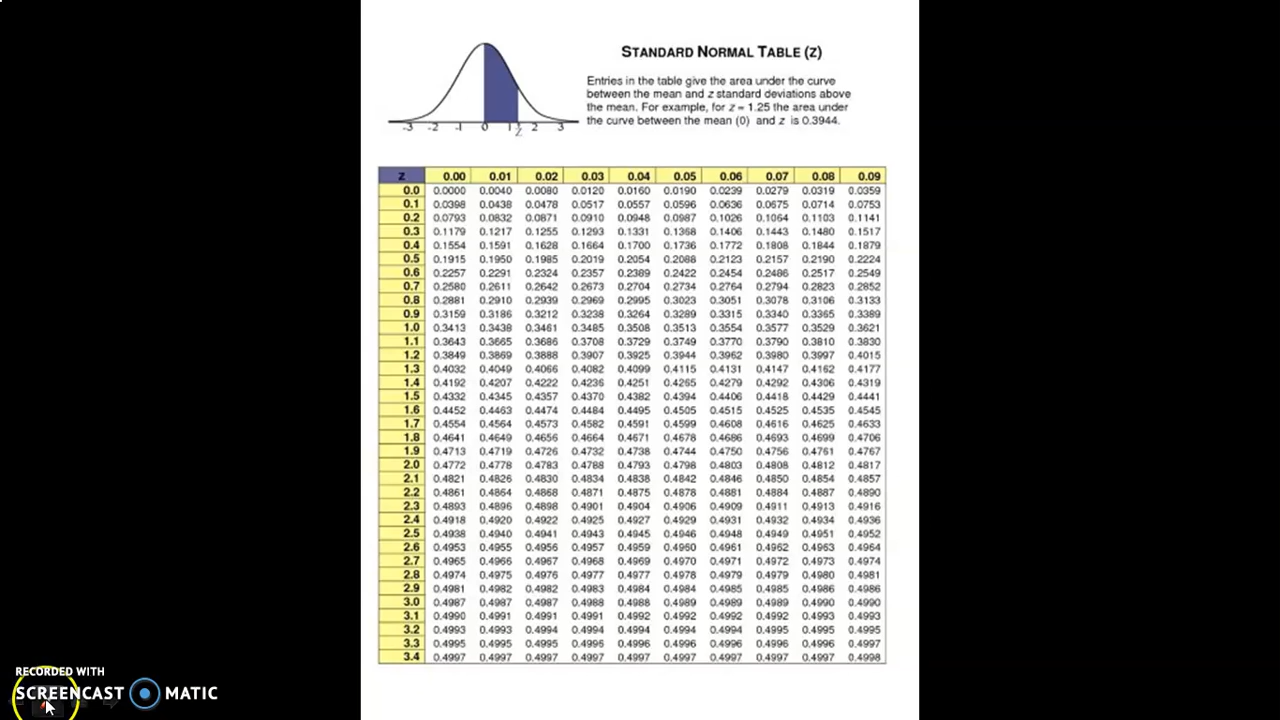 STANDARD NORMAL TABLE (Z)
Entries in the table give the area under the curve
between the mean and z standard deviations above
the mean. For example, for z = 1.25 the area under
the curve between the mean (0) and z is 0.3944.
-3 -2 -1 0 1 2 3
Z
z 0.00 0.01 0.02 0.03 0.04 0.05 0.06 0.07 0.08 0.09
0.0 0.0000 0.0040 0.0080 0.0120 0.0160 0.0190 0.0239 0.0279 0.0319 0.0359
0.1 0.0398 0.0438 0.0478 0.0517 0.0557 0.0596 0.0636 0.0675 0.0714 0.0753
0.2 0.0793 0.0832 0.0871 0.0910 0.0948 0.0987 0.1026 0.1064 0.1103 0.1141
0.3 0.1179 0.1217 0.1255 0.1293 0.1331 0.1368 0.1406 0.1443 0.1480 0.1517
0.4 0.1554 0.1591 0.1628 0.1664 0.1700 0.1736 0.1772 0.1808 0.1844 0.1879
0.5 0.1915 0.1950 0.1985 0.2019 0.2054 0.2088 0.2123 0.2157 0.2190 0.2224
0.6 0.2257 0.2291 0.2324 0.2357 0.2389 0.2422 0.2454 0.2486 0.2517 0.2549
0.7 0.2580 0.2611 0.2642 0.2673 0.2704 0.2734 0.2764 0.2794 0.2823 0.2852
0.8 0.2881 0.2910 0.2939 0.2969 0.2995 0.3023 0.3051 0.3078 0.3106 0.3133
0.9 0.3159 0.3186 0.3212 0.3238 0.3264 0.3289 0.3315 0.3340 0.3365 0.3389
1.0 0.3413 0.3438 0.3461 0.3485 0.3508 0.3513 0.3554 0.3577 0.3529 0.3621
1.1 0.3643 0.3665 0.3686 0.3708 0.3729 0.3749 0.3770 0.3790 0.3810 0.3830
1.2 0.3849 0.3869 0.3888 0.3907 0.3925 0.3944 0.3962 0.3980 0.3997 0.4015
1.3 0.4032 0.4049 0.4066 0.4082 0.4099 0.4115 0.4131 0.4147 0.4162 0.4177
1.4 0.4192 0.4207 0.4222 0.4236 0.4251 0.4265 0.4279 0.4292 0.4306 0.4319
1.5 0.4332 0.4345 0.4357 0.4370 0.4382 0.4394 0.4406 0.4418 0.4429 0.4441
1.6 0.4452 0.4463 0.4474 0.4484 0.4495 0.4505 0.4515 0.4525 0.4535 0.4545
1.7 0.4554 0.4564 0.4573 0.4582 0.4591 0.4599 0.4608 0.4616 0.4625 0.4633
1.8 0.4641 0.4649 0.4656 0.4664 0.4671 0.4678 0.4686 0.4693 0.4699 0.4706
1.9 0.4713 0.4719 0.4726 0.4732 0.4738 0.4744 0.4750 0.4756 0.4761 0.4767
2.0 0.4772 0.4778 0.4783 0.4788 0.4793 0.4798 0.4803 0.4808 0.4812 0.4817
2.1 0.4821 0.4826 0.4830 0.4834 0.4838 0.4842 0.4846 0.4850 0.4854 0.4857
2.2 0.4861 0.4864 0.4868 0.4871 0.4875 0.4878 0.4881 0.4884 0.4887 0.4890
2.3 0.4893 0.4896 0.4898 0.4901 0.4904 0.4906 0.4909 0.4911 0.4913 0.4916
2.4 0.4918 0.4920 0.4922 0.4925 0.4927 0.4929 0.4931 0.4932 0.4934 0.4936
2.5 0.4938 0.4940 0.4941 0.4943 0.4945 0.4946 0.4948 0.4949 0.4951 0.4952
2.6 0.4953 0.4955 0.4956 0.4957 0.4959 0.4960 0.4961 0.4962 0.4963 0.4964
2.7 0.4965 0.4966 0.4967 0.4968 0.4969 0.4970 0.4971 0.4972 0.4973 0.4974
2.8 0.4974 0.4975 0.4976 0.4977 0.4977 0.4978 0.4979 0.4979 0.4980 0.4981
2.9 0.4981 0.4982 0.4982 0.4983 0.4984 0.4984 0.4985 0.4985 0.4986 0.4986
3.0 0.4987 0.4987 0.4987 0.4988 0.4988 0.4989 0.4989 0.4989 0.4990 0.4990
3.1 0.4990 0.4991 0.4991 0.4991 0.4992 0.4992 0.4992 0.4992 0.4993 0.4993
3.2 0.4993 0.4993 0.4994 0.4994 0.4994 0.4994 0.4994 0.4995 0.4995 0.4995
3.3 0.4995 0.4995 0.4995 0.4996 0.4996 0.4996 0.4996 0.4996 0.4996 0.4997
3.4 0.4997 0.4997 0.4997 0.4997 0.4997 0.4997 0.4997 0.4997 0.4997 0.4998
RECORDED WITH
SCREENCAST MATIC